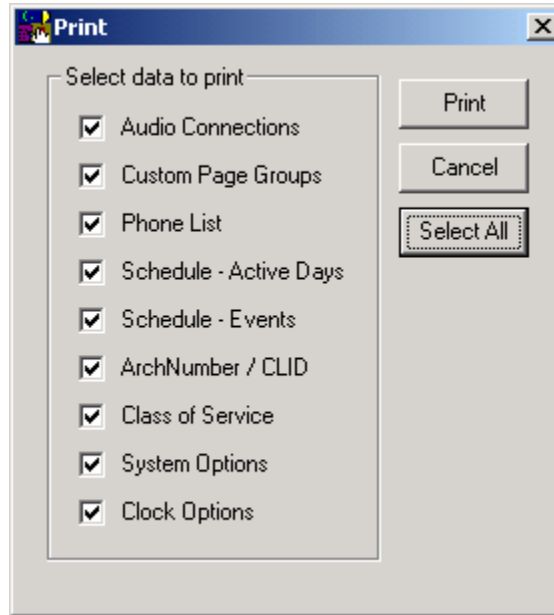 Print
Select data to print
Audio Connections
Custom Page Groups
Phone List
Schedule - Active Days
Schedule - Events
ArchNumber / CLID
Class of Service
System Options
Clock Options
Print
Cancel
Select All